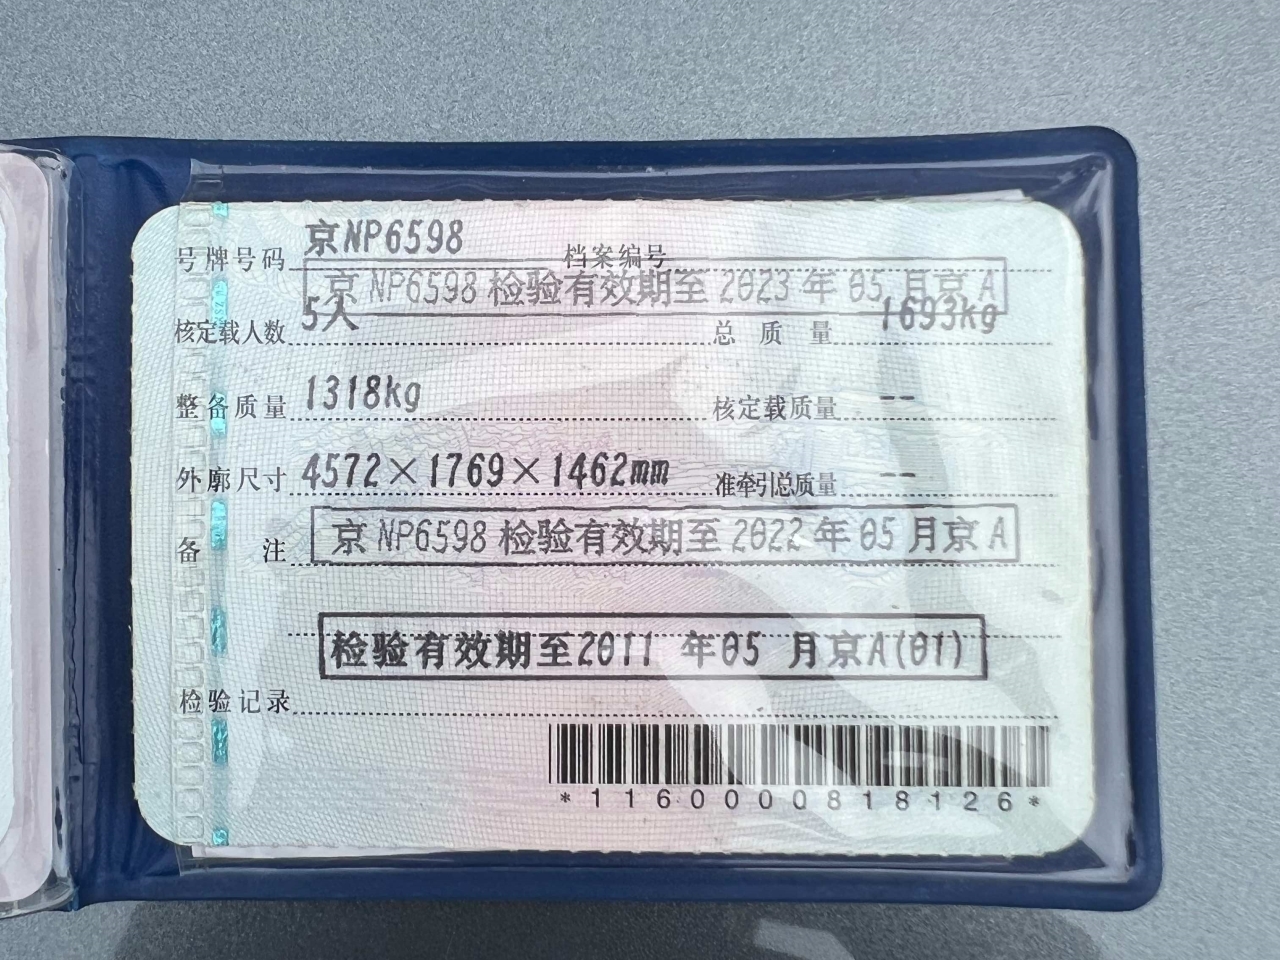 号牌号码 京NP6598 档案编号
京NP6598检验有效期至2023年05月京A
核定载人数 5人 总质量 1693kg
整备质量 1318kg 核定载质量 --
外廓尺寸 4572×1769×1462mm 准牵引总质量 --
备注 京NP6598检验有效期至2022年05月京A
检验有效期至2011 年05 月京A(01)
检验记录
*1160000818126*